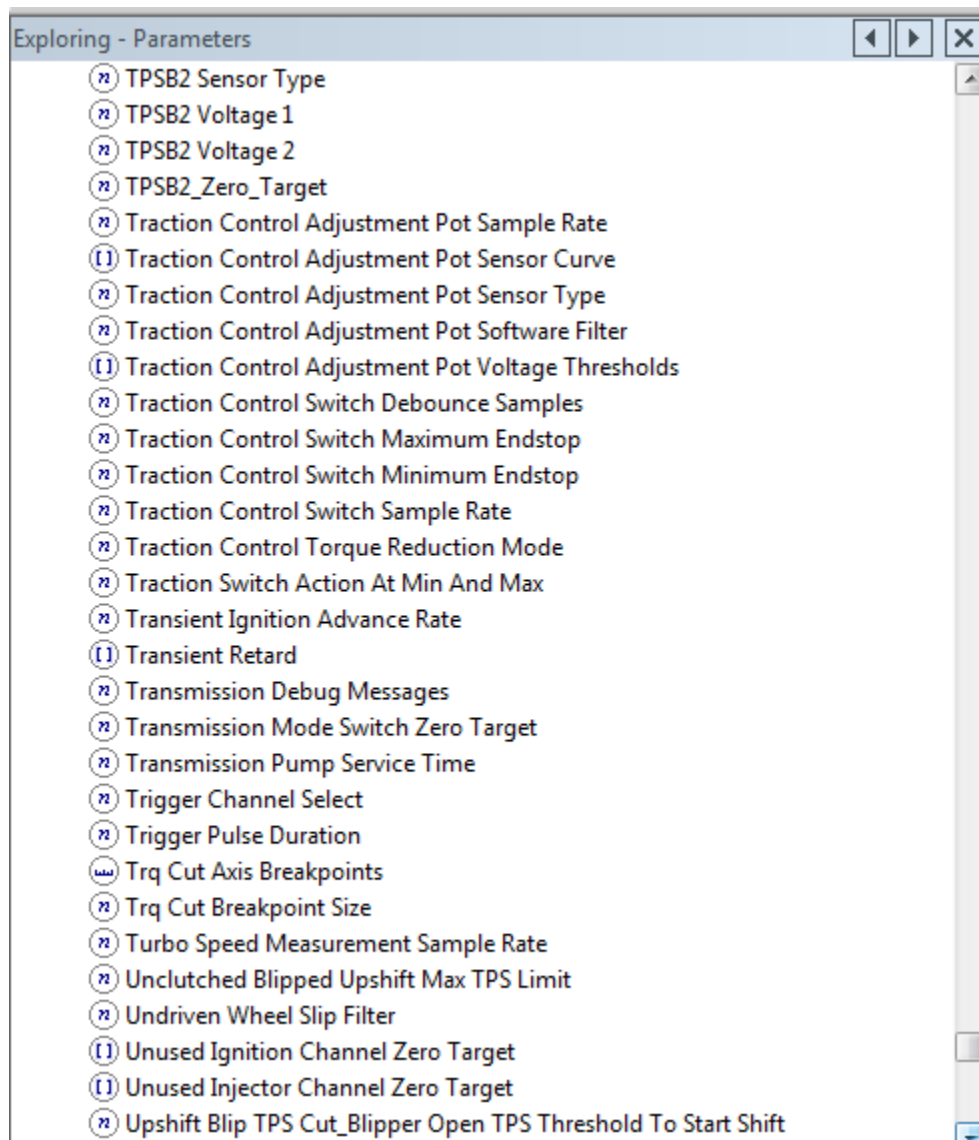 Exploring - Parameters
TPSB2 Sensor Type
TPSB2 Voltage 1
TPSB2 Voltage 2
TPSB2_Zero_Target
Traction Control Adjustment Pot Sample Rate
Traction Control Adjustment Pot Sensor Curve
Traction Control Adjustment Pot Sensor Type
Traction Control Adjustment Pot Software Filter
Traction Control Adjustment Pot Voltage Thresholds
Traction Control Switch Debounce Samples
Traction Control Switch Maximum Endstop
Traction Control Switch Minimum Endstop
Traction Control Switch Sample Rate
Traction Control Torque Reduction Mode
Traction Switch Action At Min And Max
Transient Ignition Advance Rate
Transient Retard
Transmission Debug Messages
Transmission Mode Switch Zero Target
Transmission Pump Service Time
Trigger Channel Select
Trigger Pulse Duration
Trq Cut Axis Breakpoints
Trq Cut Breakpoint Size
Turbo Speed Measurement Sample Rate
Unclutched Blipped Upshift Max TPS Limit
Undriven Wheel Slip Filter
Unused Ignition Channel Zero Target
Unused Injector Channel Zero Target
Upshift Blip TPS Cut_Blipper Open TPS Threshold To Start Shift